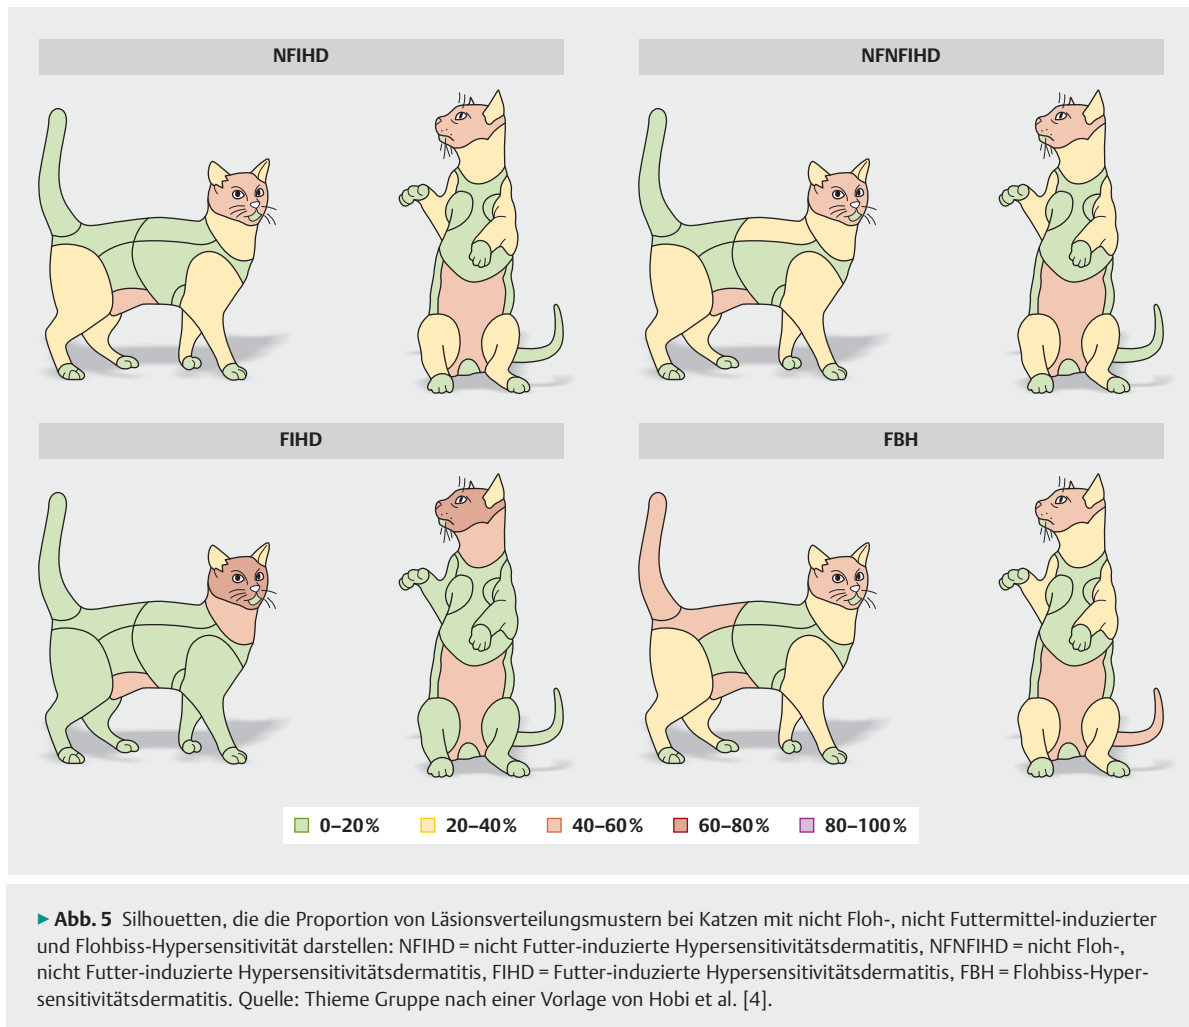 NFIHD
NFNFIHD
FIHD
FBH
0–20%
20–40%
40–60%
60–80%
80–100%
▶ Abb. 5 Silhouetten, die die Proportion von Läsionsverteilungsmustern bei Katzen mit nicht Floh-, nicht Futtermittel-induzierter
und Flohbiss-Hypersensitivität darstellen: NFIHD = nicht Futter-induzierte Hypersensitivitätsdermatitis, NFNFIHD = nicht Floh-,
nicht Futter-induzierte Hypersensitivitätsdermatitis, FIHD = Futter-induzierte Hypersensitivitätsdermatitis, FBH = Flohbiss-Hyper-
sensitivitätsdermatitis. Quelle: Thieme Gruppe nach einer Vorlage von Hobi et al. [4].